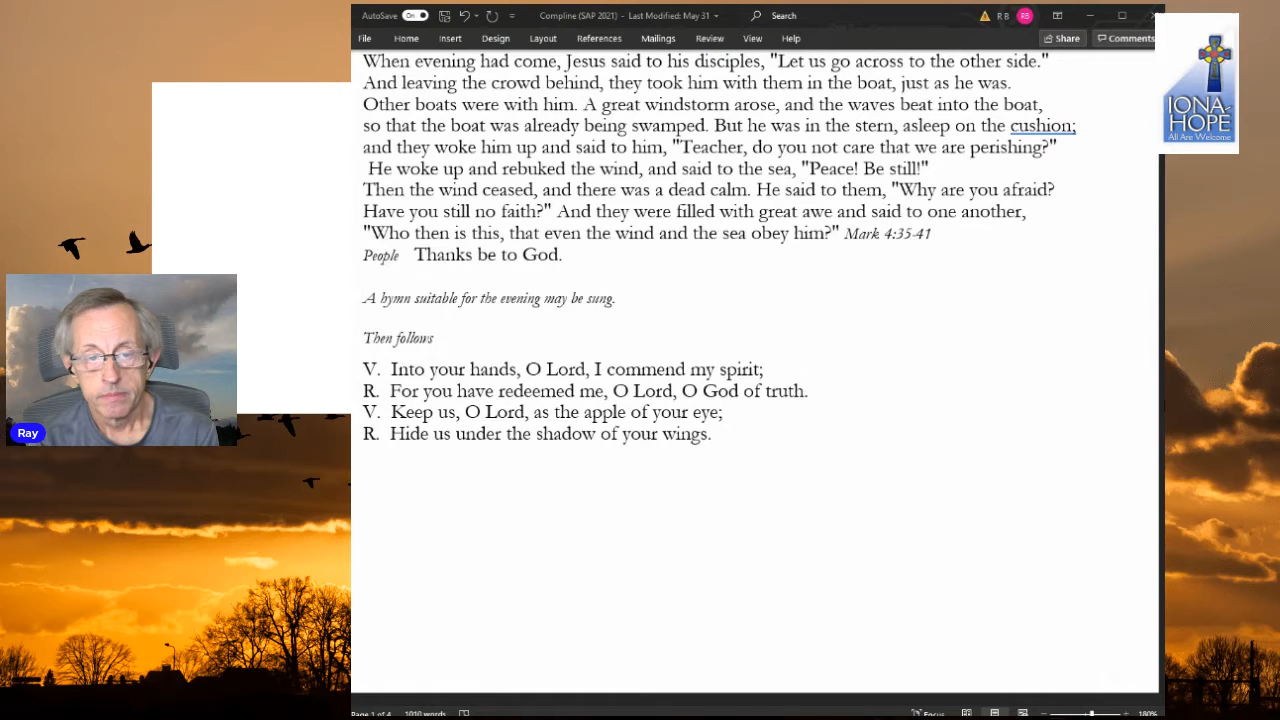 AutoSave On Compline (SAP 2021) - Last Modified: May 31 Search R B RB
File Home Insert Design Layout References Mailings Review View Help Share Comments
When evening had come, Jesus said to his disciples, "Let us go across to the other side."
And leaving the crowd behind, they took him with them in the boat, just as he was.
Other boats were with him. A great windstorm arose, and the waves beat into the boat,
so that the boat was already being swamped. But he was in the stern, asleep on the cushion;
and they woke him up and said to him, "Teacher, do you not care that we are perishing?"
He woke up and rebuked the wind, and said to the sea, "Peace! Be still!"
Then the wind ceased, and there was a dead calm. He said to them, "Why are you afraid?
Have you still no faith?" And they were filled with great awe and said to one another,
"Who then is this, that even the wind and the sea obey him?" Mark 4:35-41
People Thanks be to God.
A hymn suitable for the evening may be sung.
Then follows
V. Into your hands, O Lord, I commend my spirit;
R. For you have redeemed me, O Lord, O God of truth.
V. Keep us, O Lord, as the apple of your eye;
R. Hide us under the shadow of your wings.
IONA-
HOPE
All Are Welcome
Ray
Page 1 of 4 1010 words Focus 180%